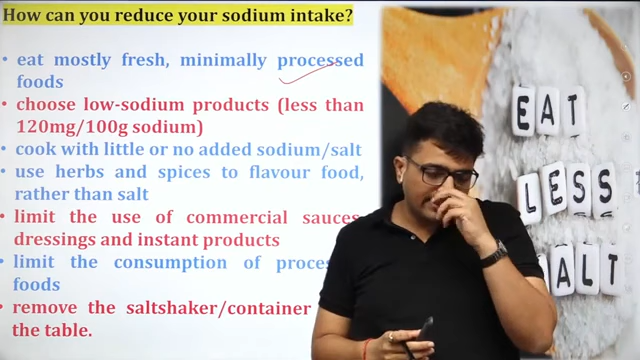 How can you reduce your sodium intake?
• eat mostly fresh, minimally processed
foods
• choose low-sodium products (less than
120mg/100g sodium)
• cook with little or no added sodium/salt
• use herbs and spices to flavour food,
rather than salt
• limit the use of commercial sauces
dressings and instant products
• limit the consumption of proces
foods
• remove the saltshaker/container
the table.
EAT
LESS
ALT